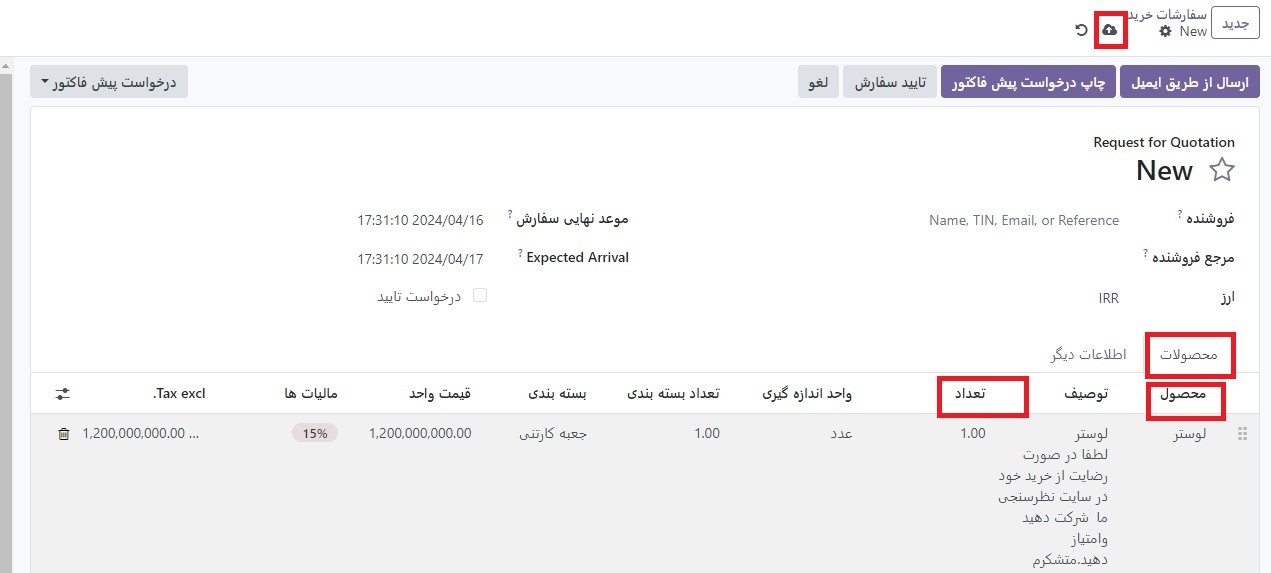 جدید
سفارشات خرید
New
ارسال از طریق ایمیل
چاپ درخواست پیش فاکتور
تایید سفارش
لغو
درخواست پیش فاکتور
Request for Quotation
New
فروشنده ?
Name, TIN, Email, or Reference
موعد نهایی سفارش ?
2024/04/16 17:31:10
مرجع فروشنده ?
Expected Arrival ?
2024/04/17 17:31:10
ارز
IRR
درخواست تایید
محصولات
اطلاعات دیگر
محصول
توصیف
تعداد
واحد اندازه گیری
تعداد بسته بندی
بسته بندی
قیمت واحد
مالیات ها
Tax excl.
لوستر
لوستر
1.00
عدد
1.00
جعبه کارتنی
1,200,000,000.00
15%
1,200,000,000.00 ...
لطفا در صورت
رضایت از خرید خود
در سایت نظرسنجی
ما شرکت دهید
وامتیاز
دهید.متشکرم